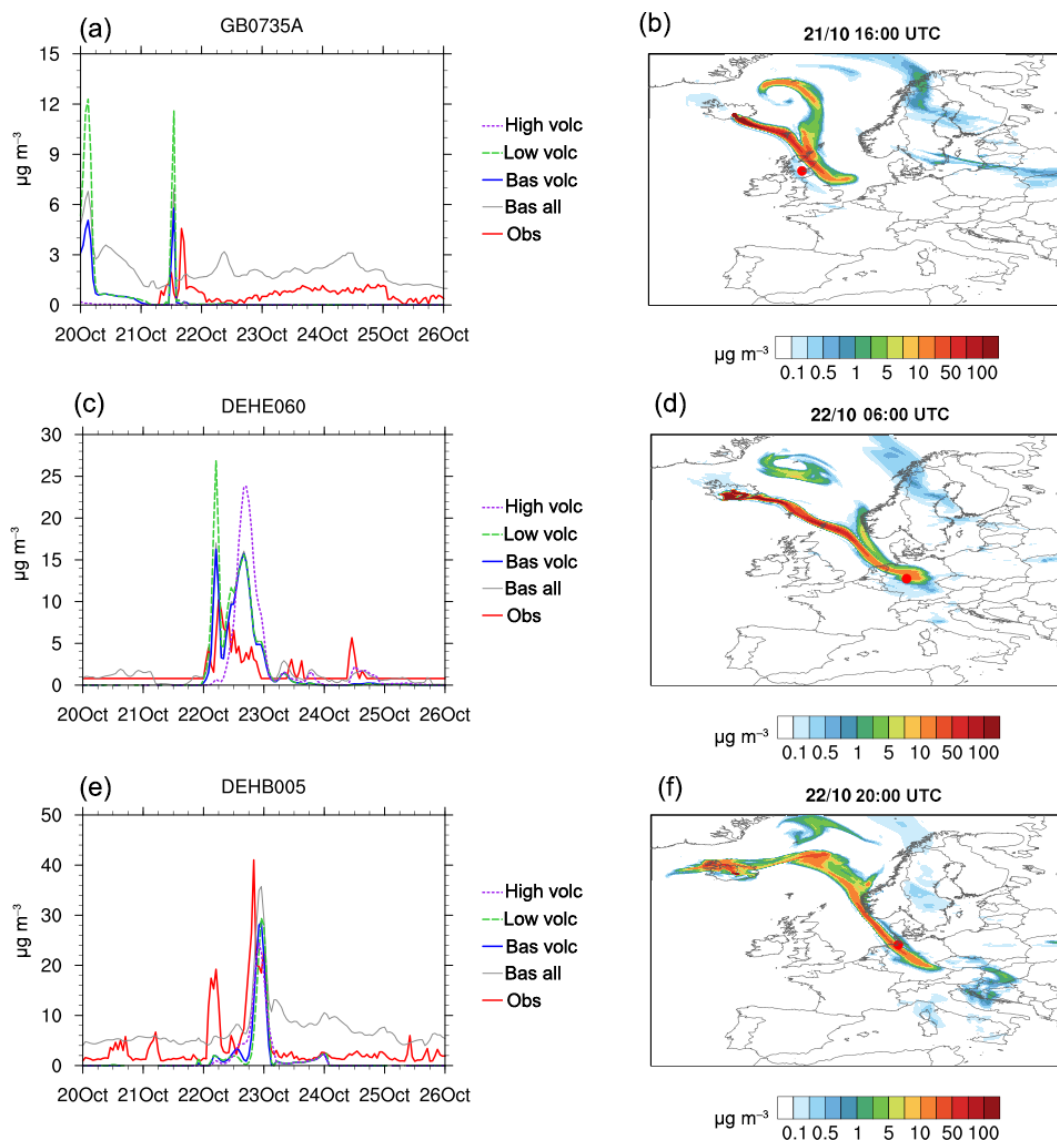 (a)
GB0735A
µg m⁻³
15
12
9
6
3
0
20Oct 21Oct 22Oct 23Oct 24Oct 25Oct 26Oct
High volc
Low volc
Bas volc
Bas all
Obs
(b)
21/10 16:00 UTC
µg m⁻³
0.1 0.5 1 5 10 50 100
(c)
DEHE060
µg m⁻³
30
25
20
15
10
5
0
20Oct 21Oct 22Oct 23Oct 24Oct 25Oct 26Oct
High volc
Low volc
Bas volc
Bas all
Obs
(d)
22/10 06:00 UTC
µg m⁻³
0.1 0.5 1 5 10 50 100
(e)
DEHB005
µg m⁻³
50
40
30
20
10
0
20Oct 21Oct 22Oct 23Oct 24Oct 25Oct 26Oct
High volc
Low volc
Bas volc
Bas all
Obs
(f)
22/10 20:00 UTC
µg m⁻³
0.1 0.5 1 5 10 50 100